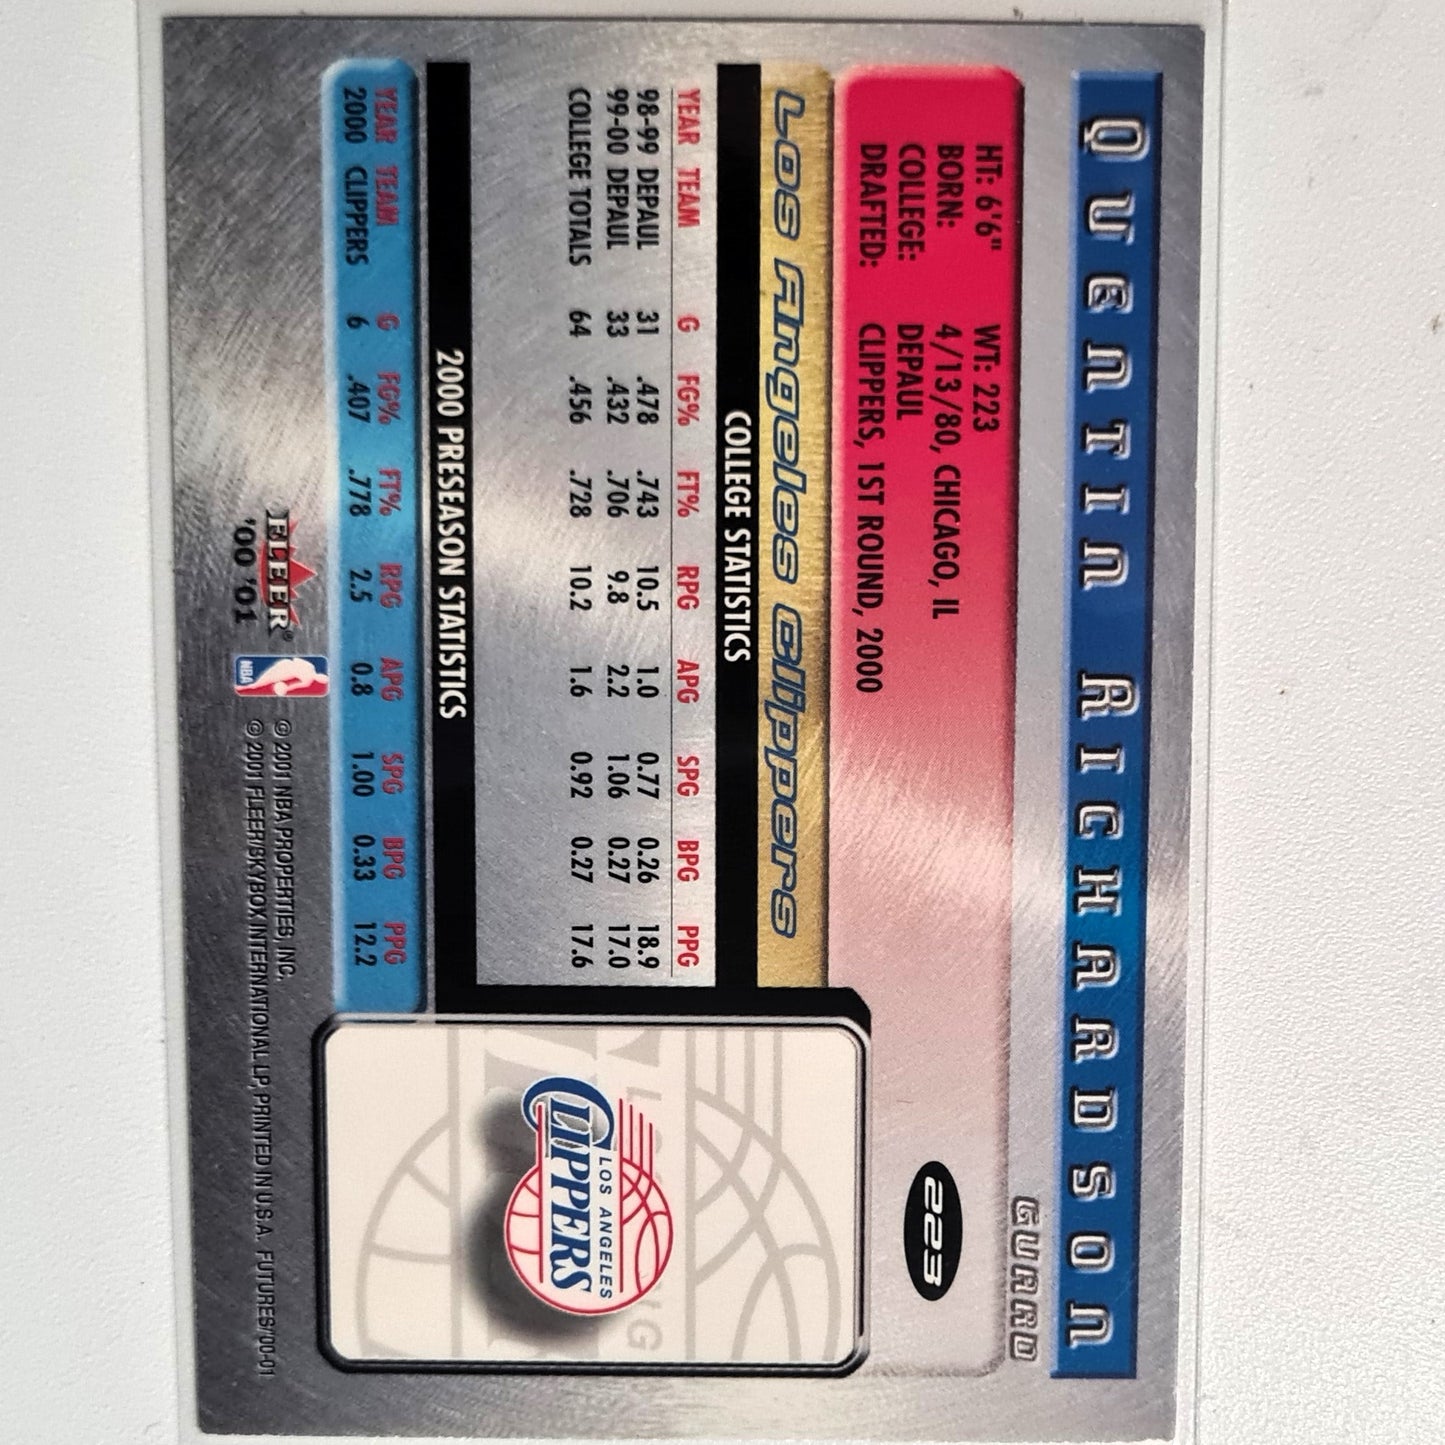 QUENTIN RICHARDSON
GUARD
HT: 6'6" WT: 223
BORN: 4/13/80, CHICAGO, IL
COLLEGE: DEPAUL
DRAFTED: CLIPPERS, 1ST ROUND, 2000
223
Los Angeles Clippers
COLLEGE STATISTICS
YEAR TEAM G FG% FT% RPG APG SPG BPG PPG
98-99 DEPAUL 31 .478 .743 10.5 1.0 0.77 0.26 18.9
99-00 DEPAUL 33 .432 .706 9.8 2.2 1.06 0.27 17.0
COLLEGE TOTALS 64 .456 .728 10.2 1.6 0.92 0.27 17.6
LOS ANGELES
CLIPPERS
2000 PRESEASON STATISTICS
YEAR TEAM G FG% FT% RPG APG SPG BPG PPG
2000 CLIPPERS 6 .407 .778 2.5 0.8 1.00 0.33 12.2
FLEER®
'00 '01
NBA
© 2001 NBA PROPERTIES, INC.
© 2001 FLEER/SKYBOX INTERNATIONAL LP, PRINTED IN U.S.A. FUTURES/'00-01